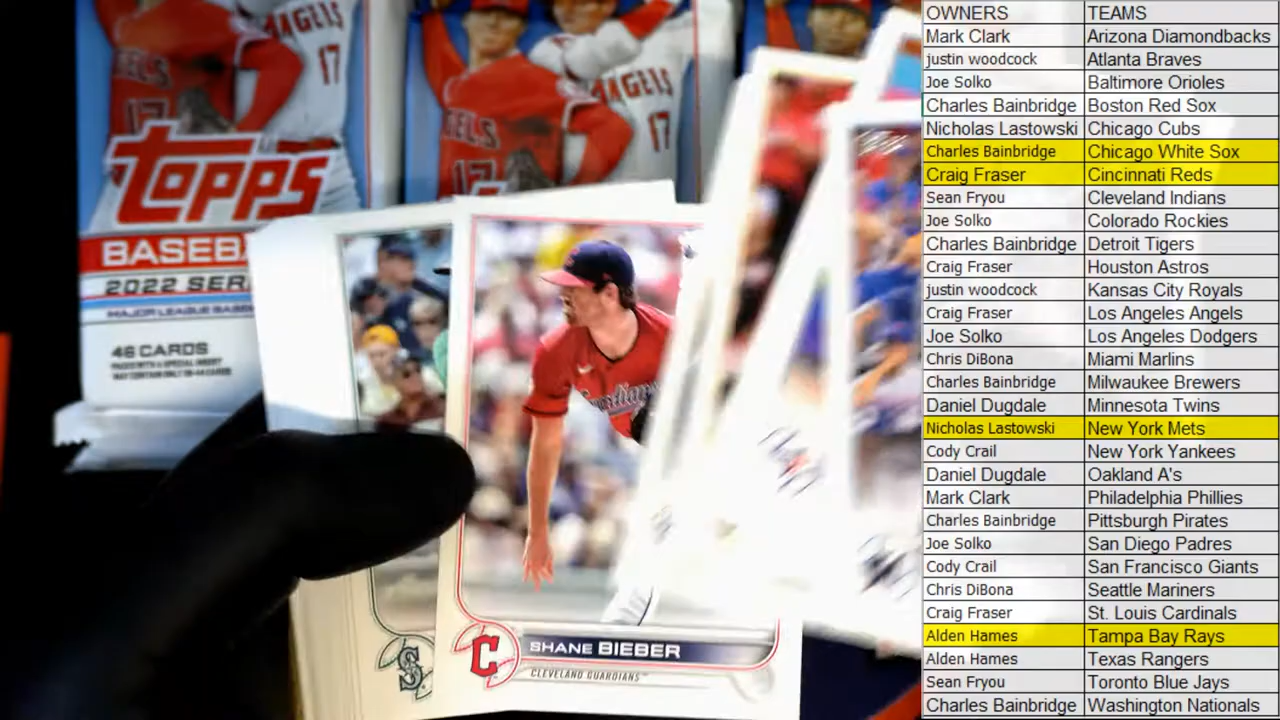 ANGELS
17
ANGELS
17
TOPPS
2022
MAJOR LEAGUE
46 CARDS
S
C
SHANE BIEBER
CLEVELAND GUARDIANS™
OWNERS TEAMS
Mark Clark Arizona Diamondbacks
justin woodcock Atlanta Braves
Joe Solko Baltimore Orioles
Charles Bainbridge Boston Red Sox
Nicholas Lastowski Chicago Cubs
Charles Bainbridge Chicago White Sox
Craig Fraser Cincinnati Reds
Sean Fryou Cleveland Indians
Joe Solko Colorado Rockies
Charles Bainbridge Detroit Tigers
Craig Fraser Houston Astros
justin woodcock Kansas City Royals
Craig Fraser Los Angeles Angels
Joe Solko Los Angeles Dodgers
Chris DiBona Miami Marlins
Charles Bainbridge Milwaukee Brewers
Daniel Dugdale Minnesota Twins
Nicholas Lastowski New York Mets
Cody Crail New York Yankees
Daniel Dugdale Oakland A's
Mark Clark Philadelphia Phillies
Charles Bainbridge Pittsburgh Pirates
Joe Solko San Diego Padres
Cody Crail San Francisco Giants
Chris DiBona Seattle Mariners
Craig Fraser St. Louis Cardinals
Alden Hames Tampa Bay Rays
Alden Hames Texas Rangers
Sean Fryou Toronto Blue Jays
Charles Bainbridge Washington Nationals